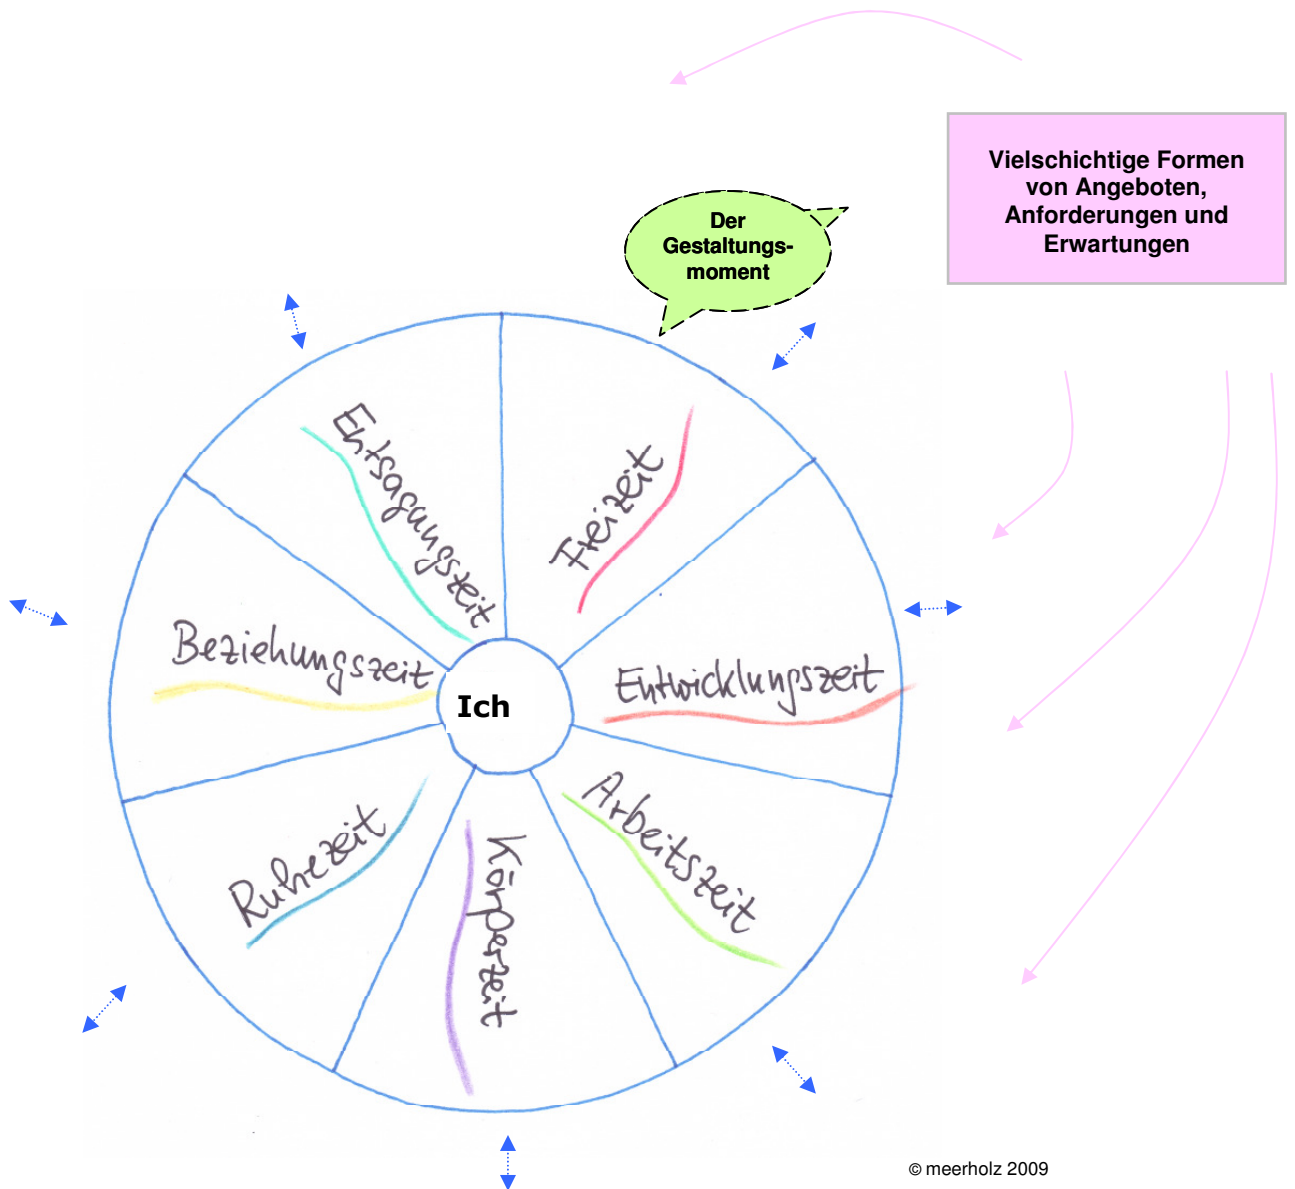 Vielschichtige Formen
von Angeboten,
Anforderungen und
Erwartungen
Der
Gestaltungs-
moment
Entsagungszeit
Freizeit
Beziehungszeit
Entwicklungszeit
Ich
Ruhezeit
Körperzeit
Arbeitszeit
© meerholz 2009